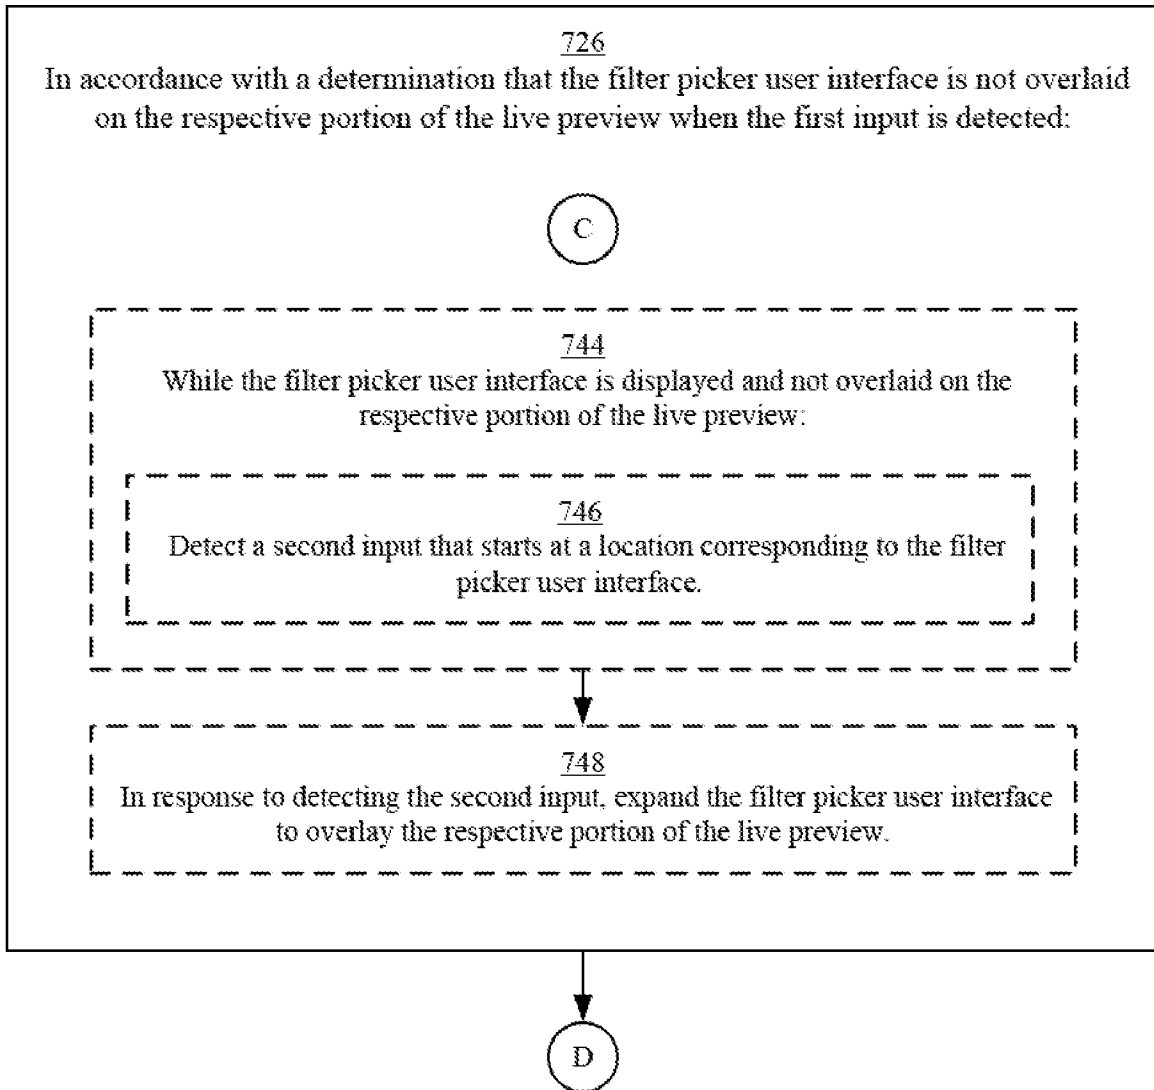 726
In accordance with a determination that the filter picker user interface is not overlaid
on the respective portion of the live preview when the first input is detected:
C
744
While the filter picker user interface is displayed and not overlaid on the
respective portion of the live preview:
746
Detect a second input that starts at a location corresponding to the filter
picker user interface.
748
In response to detecting the second input, expand the filter picker user interface
to overlay the respective portion of the live preview.
D